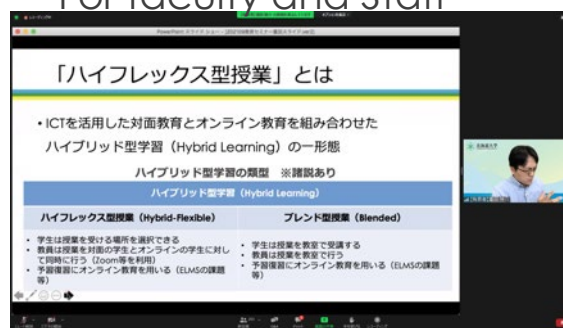 For faculty and Staff
「ハイフレックス型授業」とは
・ICTを活用した対面教育とオンライン教育を組み合わせた
ハイブリッド型学習（Hybrid Learning）の一形態
ハイブリッド型学習の類型　※諸説あり
ハイブリッド型学習（Hybrid Learning）
ハイフレックス型授業（Hybrid-Flexible）
・ 学生は授業を受ける場所を選択できる
・ 教員は授業を対面の学生とオンラインの学生に対し
て同時に行う（Zoom等を利用）
・ 予習復習にオンライン教育を用いる（ELMSの課題
等）
ブレンド型授業（Blended）
・ 学生は授業を教室で受講する
・ 教員は授業を教室で行う
・ 予習復習にオンライン教育を用いる（ELMSの課題
等）
北海道大学